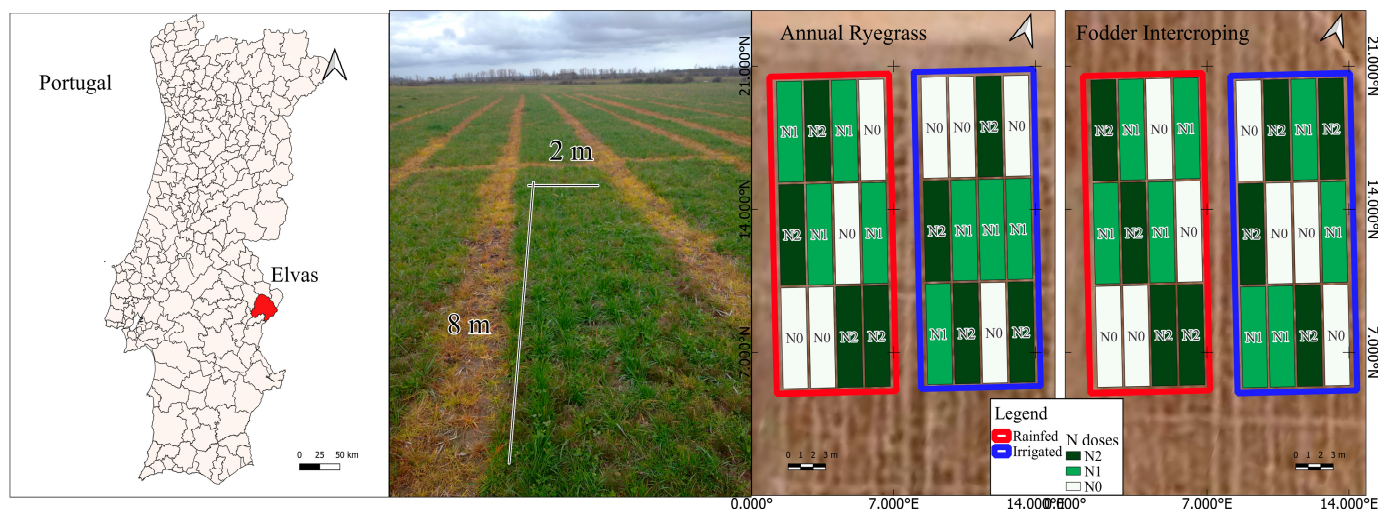 Portugal
Elvas
0 25 50 km
2 m
8 m
Annual Ryegrass
Fodder Intercroping
21.000°N
14.000°N
7.000°N
N1 N2 N1 N0
N2 N1 N0 N1
N0 N0 N2 N2
N0 N0 N2 N0
N2 N1 N1 N1
N1 N2 N0 N2
N2 N1 N0 N1
N1 N2 N1 N0
N0 N0 N2 N2
N0 N2 N1 N2
N2 N0 N0 N1
N1 N1 N2 N0
21.000°N
14.000°N
7.000°N
Legend
Rainfed
Irrigated
N doses
N2
N1
N0
0 1 2 3 m
0 1 2 3 m
0.000°E
7.000°E
14.000°E
7.000°E
14.000°E